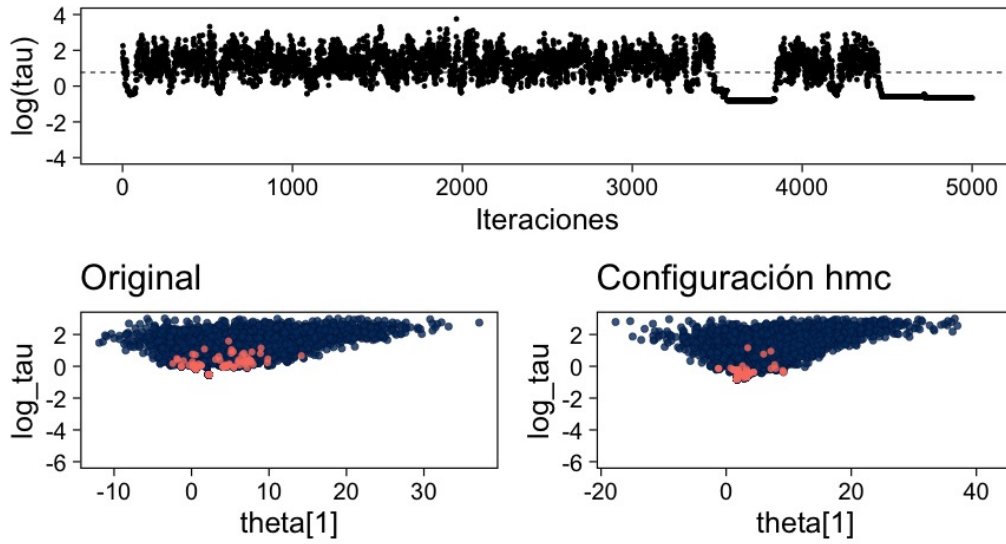 log(tau)
4
2
0
-2
-4
0 1000 2000 3000 4000 5000
Iteraciones
Original
log_tau
2
0
-2
-4
-6
-10 0 10 20 30
theta[1]
Configuración hmc
log_tau
2
0
-2
-4
-6
-20 0 20 40
theta[1]